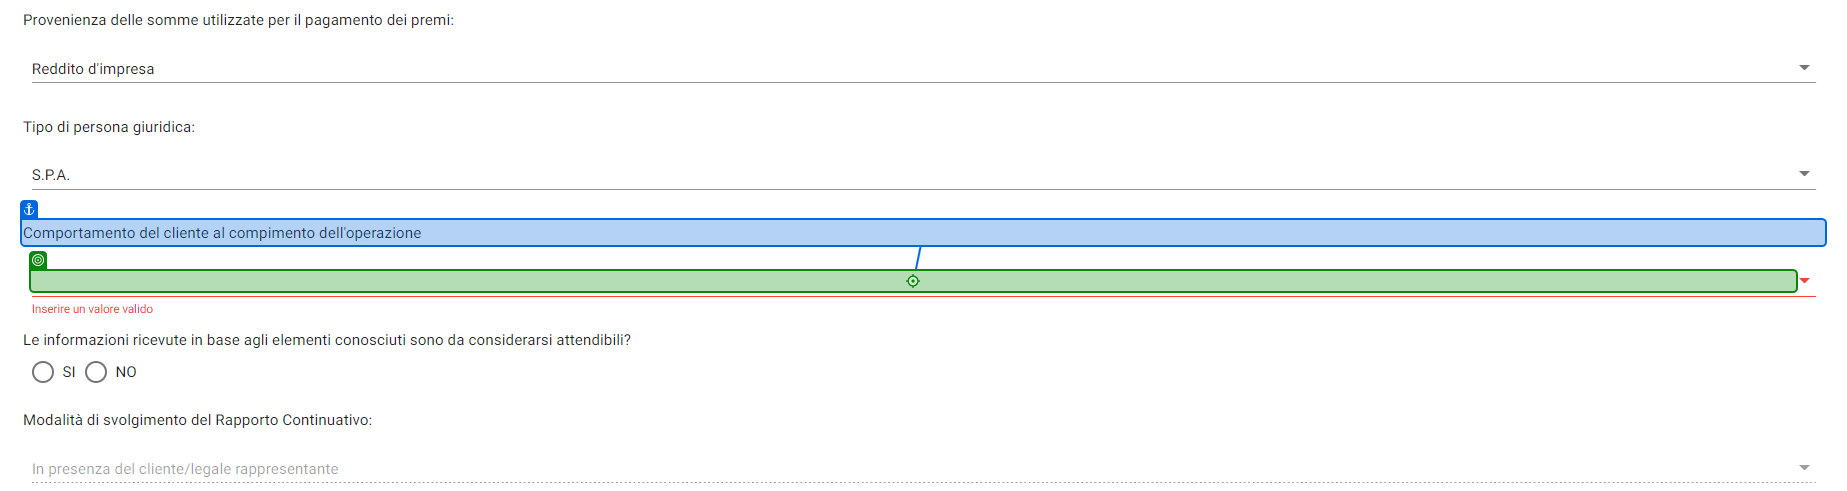 Provenienza delle somme utilizzate per il pagamento dei premi:
Reddito d'impresa
Tipo di persona giuridica:
S.P.A.
Comportamento del cliente al compimento dell'operazione
Inserire un valore valido
Le informazioni ricevute in base agli elementi conosciuti sono da considerarsi attendibili?
SI NO
Modalità di svolgimento del Rapporto Continuativo:
In presenza del cliente/legale rappresentante